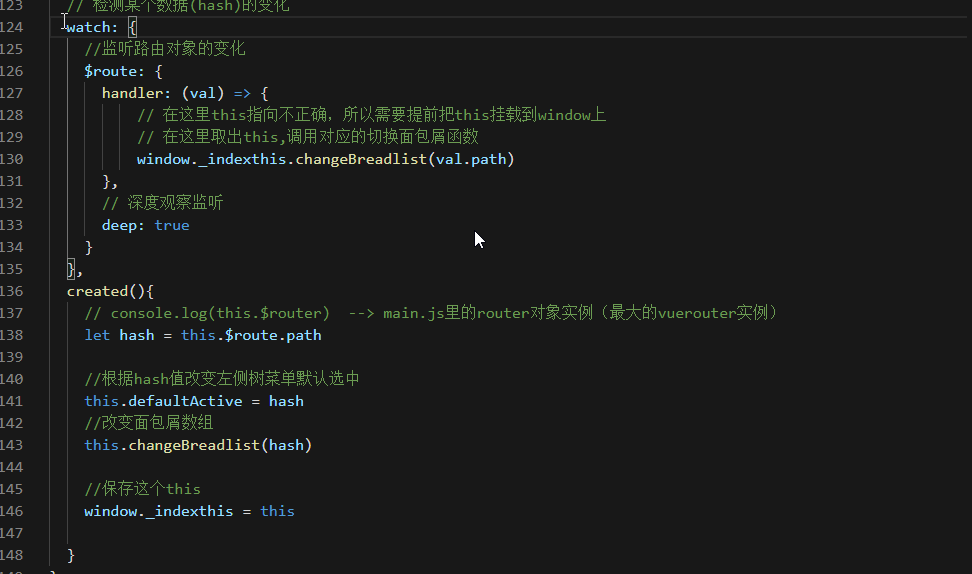 123 // 检测某个数据(hash)的变化
124 watch: {
125 //监听路由对象的变化
126 $route: {
127 handler: (val) => {
128 // 在这里this指向不正确，所以需要提前把this挂载到window上
129 // 在这里取出this,调用对应的切换面包屑函数
130 window._indexthis.changeBreadlist(val.path)
131 },
132 // 深度观察监听
133 deep: true
134 }
135 },
136 created(){
137 // console.log(this.$router) --> main.js里的router对象实例（最大的vuerouter实例）
138 let hash = this.$route.path
139
140 //根据hash值改变左侧树菜单默认选中
141 this.defaultActive = hash
142 //改变面包屑数组
143 this.changeBreadlist(hash)
144
145 //保存这个this
146 window._indexthis = this
147
148 }